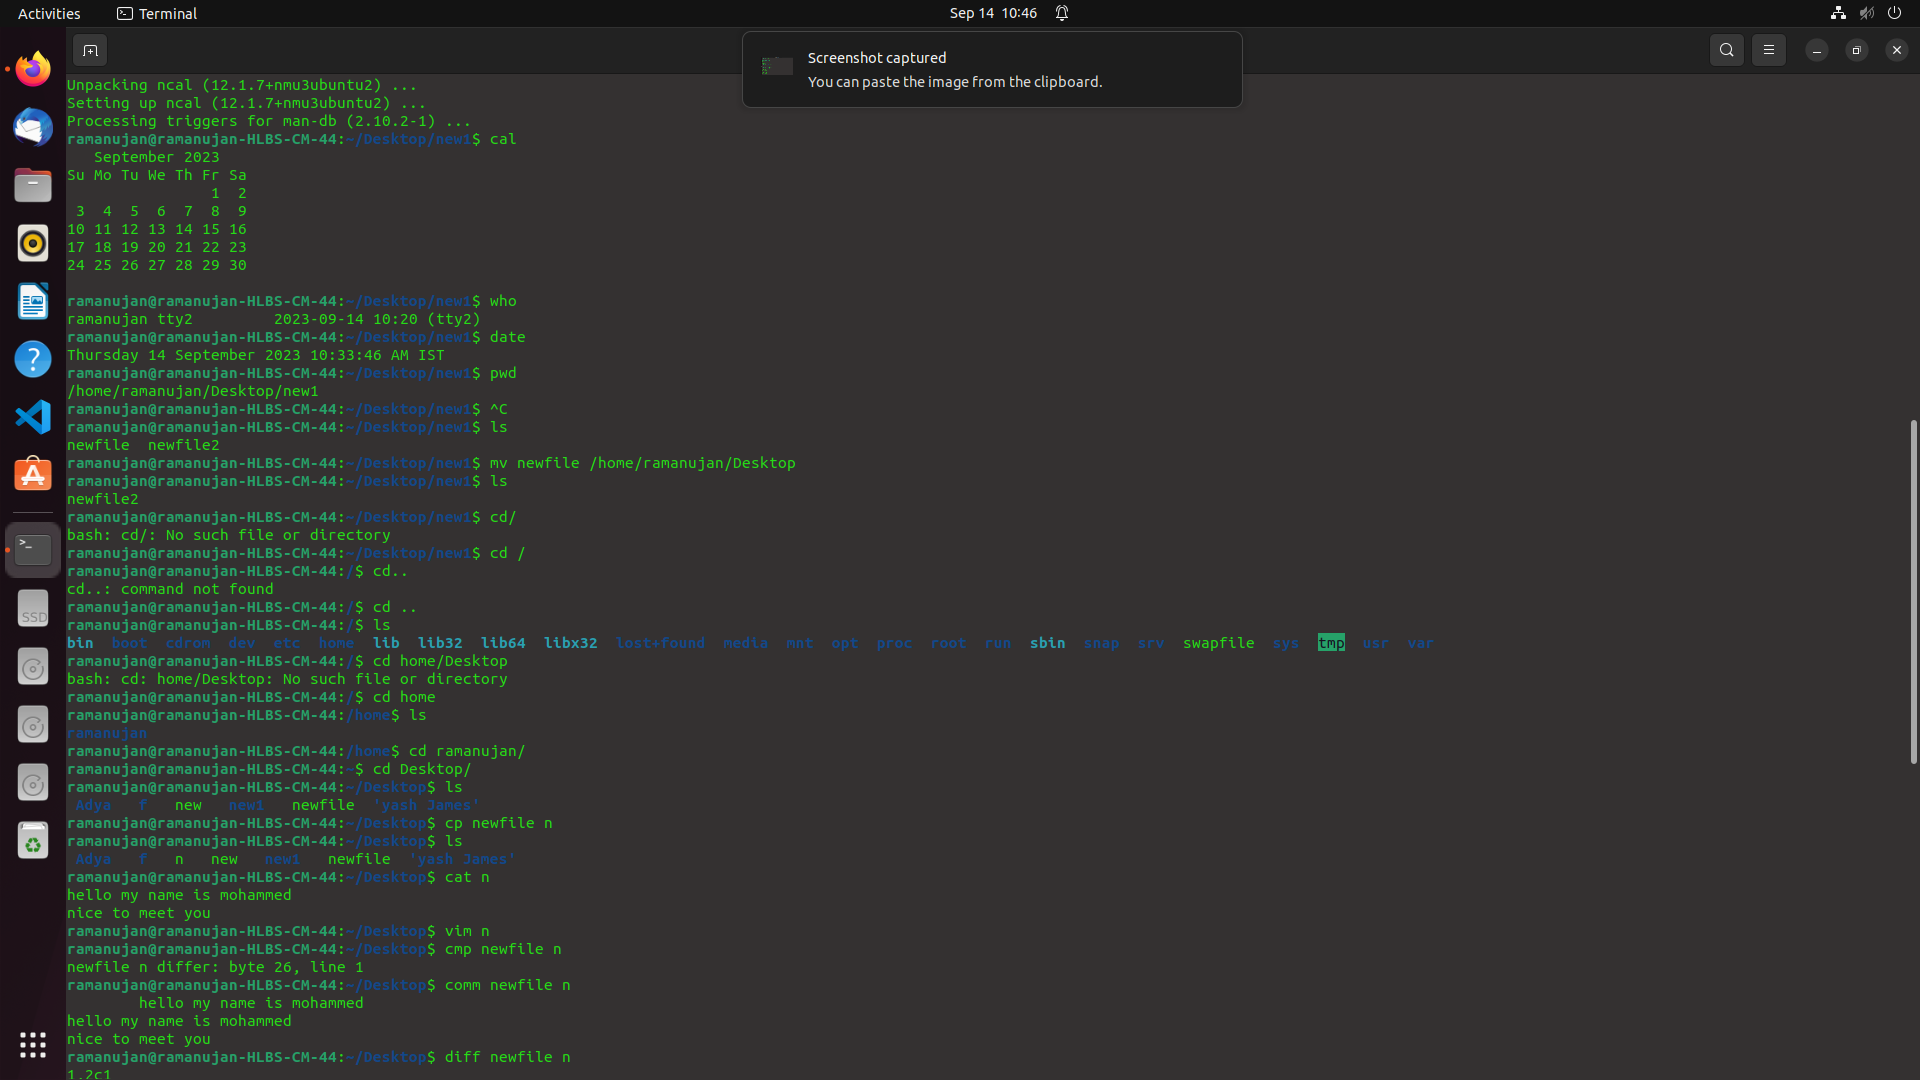 Activities Terminal Sep 14 10:46
Screenshot captured
You can paste the image from the clipboard.
Unpacking ncal (12.1.7+nmu3ubuntu2) ...
Setting up ncal (12.1.7+nmu3ubuntu2) ...
Processing triggers for man-db (2.10.2-1) ...
ramanujan@ramanujan-HLBS-CM-44:~/Desktop/new1$ cal
   September 2023
Su Mo Tu We Th Fr Sa
                1  2
 3  4  5  6  7  8  9
10 11 12 13 14 15 16
17 18 19 20 21 22 23
24 25 26 27 28 29 30
ramanujan@ramanujan-HLBS-CM-44:~/Desktop/new1$ who
ramanujan tty2         2023-09-14 10:20 (tty2)
ramanujan@ramanujan-HLBS-CM-44:~/Desktop/new1$ date
Thursday 14 September 2023 10:33:46 AM IST
ramanujan@ramanujan-HLBS-CM-44:~/Desktop/new1$ pwd
/home/ramanujan/Desktop/new1
ramanujan@ramanujan-HLBS-CM-44:~/Desktop/new1$ ^C
ramanujan@ramanujan-HLBS-CM-44:~/Desktop/new1$ ls
newfile  newfile2
ramanujan@ramanujan-HLBS-CM-44:~/Desktop/new1$ mv newfile /home/ramanujan/Desktop
ramanujan@ramanujan-HLBS-CM-44:~/Desktop/new1$ ls
newfile2
ramanujan@ramanujan-HLBS-CM-44:~/Desktop/new1$ cd/
bash: cd/: No such file or directory
ramanujan@ramanujan-HLBS-CM-44:~/Desktop/new1$ cd /
ramanujan@ramanujan-HLBS-CM-44:/$ cd..
cd..: command not found
ramanujan@ramanujan-HLBS-CM-44:/$ cd ..
ramanujan@ramanujan-HLBS-CM-44:/$ ls
bin  boot  cdrom  dev  etc  home  lib  lib32  lib64  libx32  lost+found  media  mnt  opt  proc  root  run  sbin  snap  srv  swapfile  sys  tmp  usr  var
ramanujan@ramanujan-HLBS-CM-44:/$ cd home/Desktop
bash: cd: home/Desktop: No such file or directory
ramanujan@ramanujan-HLBS-CM-44:/$ cd home
ramanujan@ramanujan-HLBS-CM-44:/home$ ls
ramanujan
ramanujan@ramanujan-HLBS-CM-44:/home$ cd ramanujan/
ramanujan@ramanujan-HLBS-CM-44:~$ cd Desktop/
ramanujan@ramanujan-HLBS-CM-44:~/Desktop$ ls
 Adya   f   new   new1   newfile  'yash James'
ramanujan@ramanujan-HLBS-CM-44:~/Desktop$ cp newfile n
ramanujan@ramanujan-HLBS-CM-44:~/Desktop$ ls
 Adya   f   n   new   new1   newfile  'yash James'
ramanujan@ramanujan-HLBS-CM-44:~/Desktop$ cat n
hello my name is mohammed
nice to meet you
ramanujan@ramanujan-HLBS-CM-44:~/Desktop$ vim n
ramanujan@ramanujan-HLBS-CM-44:~/Desktop$ cmp newfile n
newfile n differ: byte 26, line 1
ramanujan@ramanujan-HLBS-CM-44:~/Desktop$ comm newfile n
        hello my name is mohammed
hello my name is mohammed
nice to meet you
ramanujan@ramanujan-HLBS-CM-44:~/Desktop$ diff newfile n
1,2c1
SSD